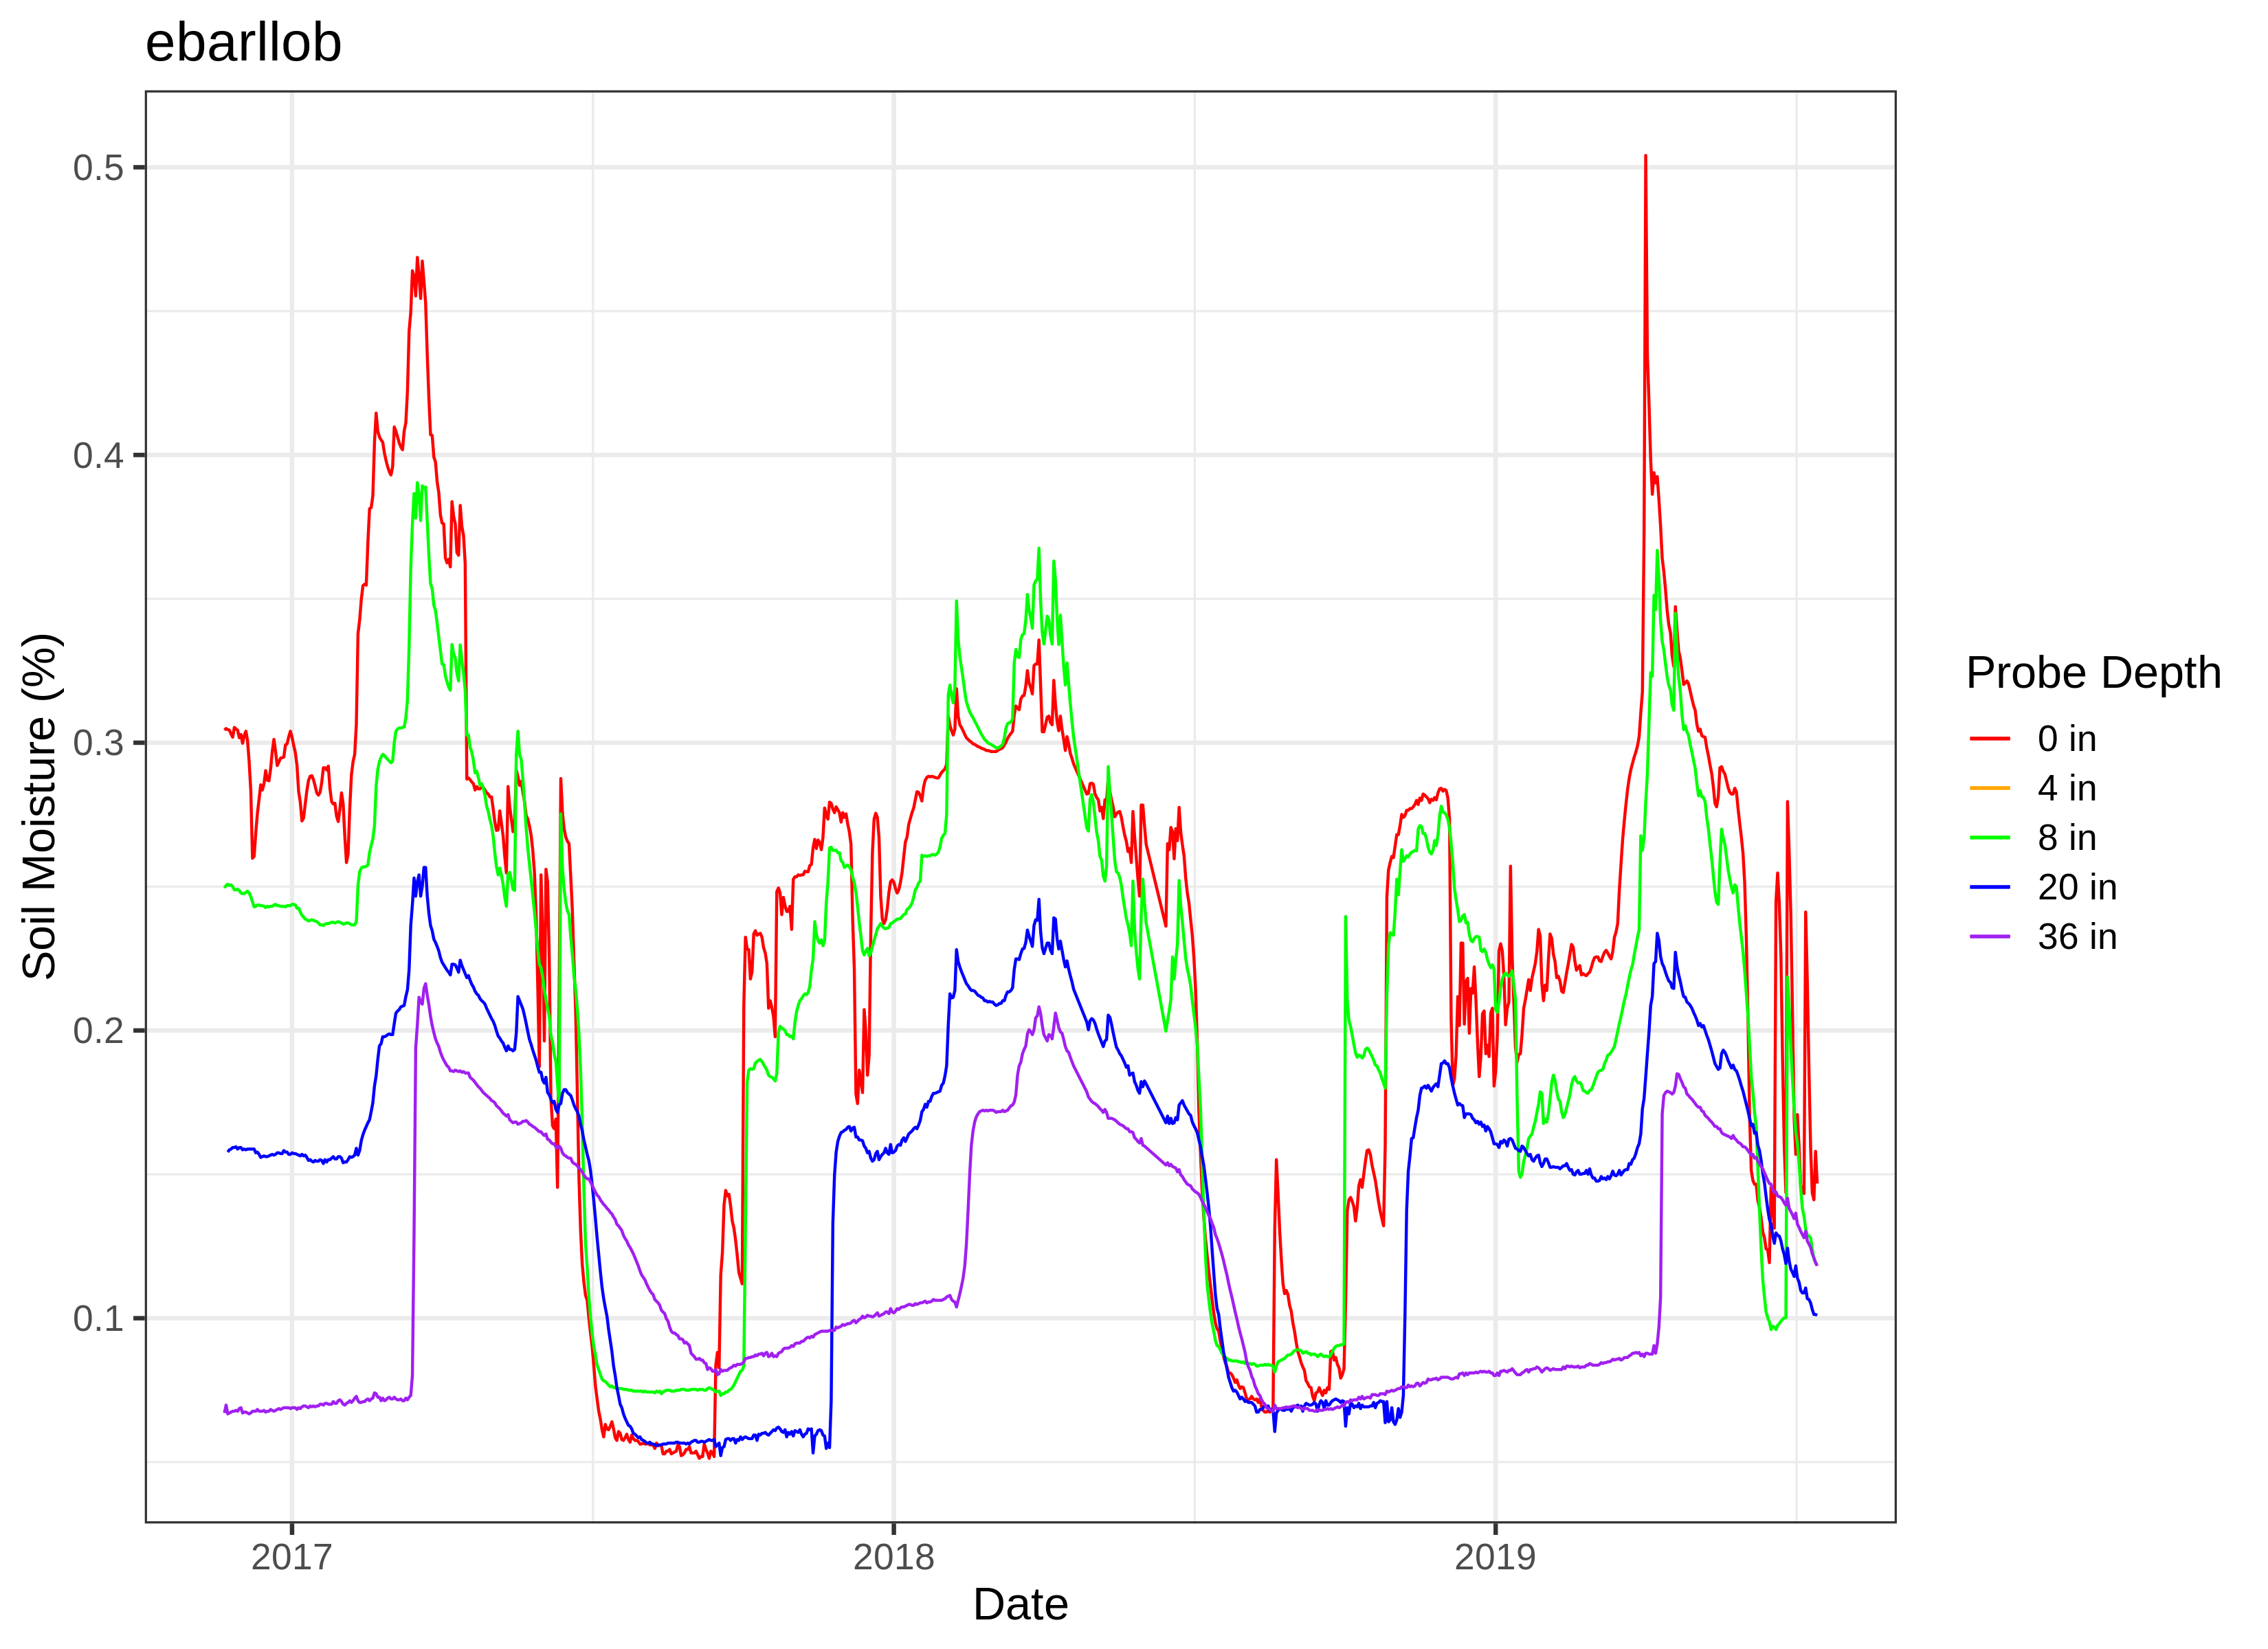 ebarllob
Soil Moisture (%)
0.5
0.4
0.3
0.2
0.1
2017
2018
2019
Date
Probe Depth
0 in
4 in
8 in
20 in
36 in